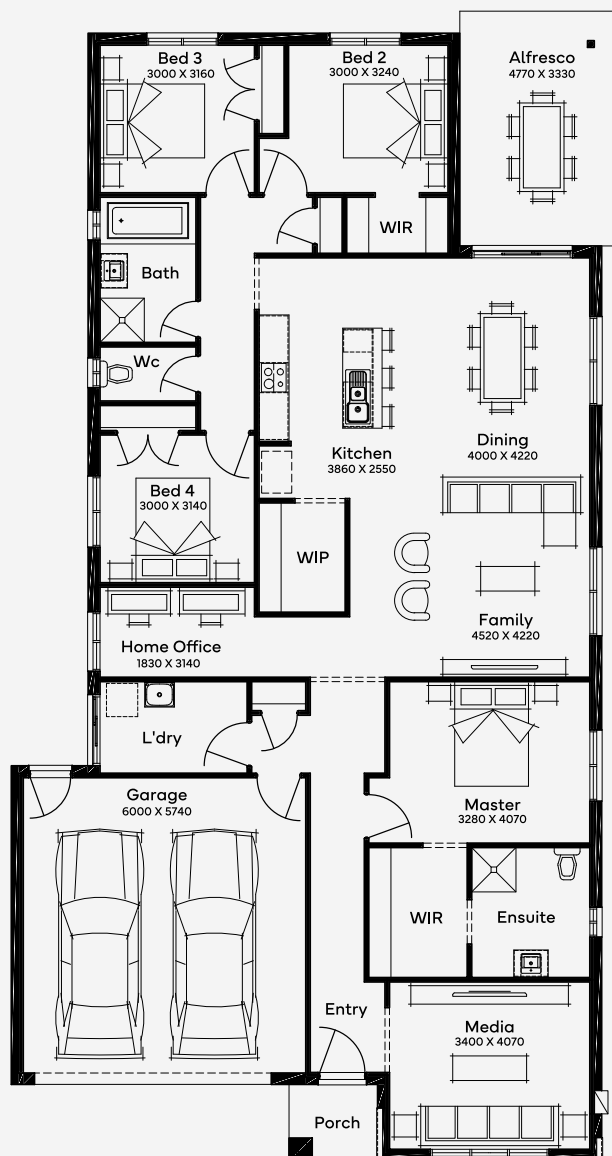 Bed 3
3000 X 3160
Bed 2
3000 X 3240
Alfresco
4770 X 3330
WIR
Bath
Wc
Kitchen
3860 X 2550
Dining
4000 X 4220
Bed 4
3000 X 3140
WIP
Family
4520 X 4220
Home Office
1830 X 3140
L'dry
Garage
6000 X 5740
Master
3280 X 4070
WIR
Ensuite
Entry
Media
3400 X 4070
Porch